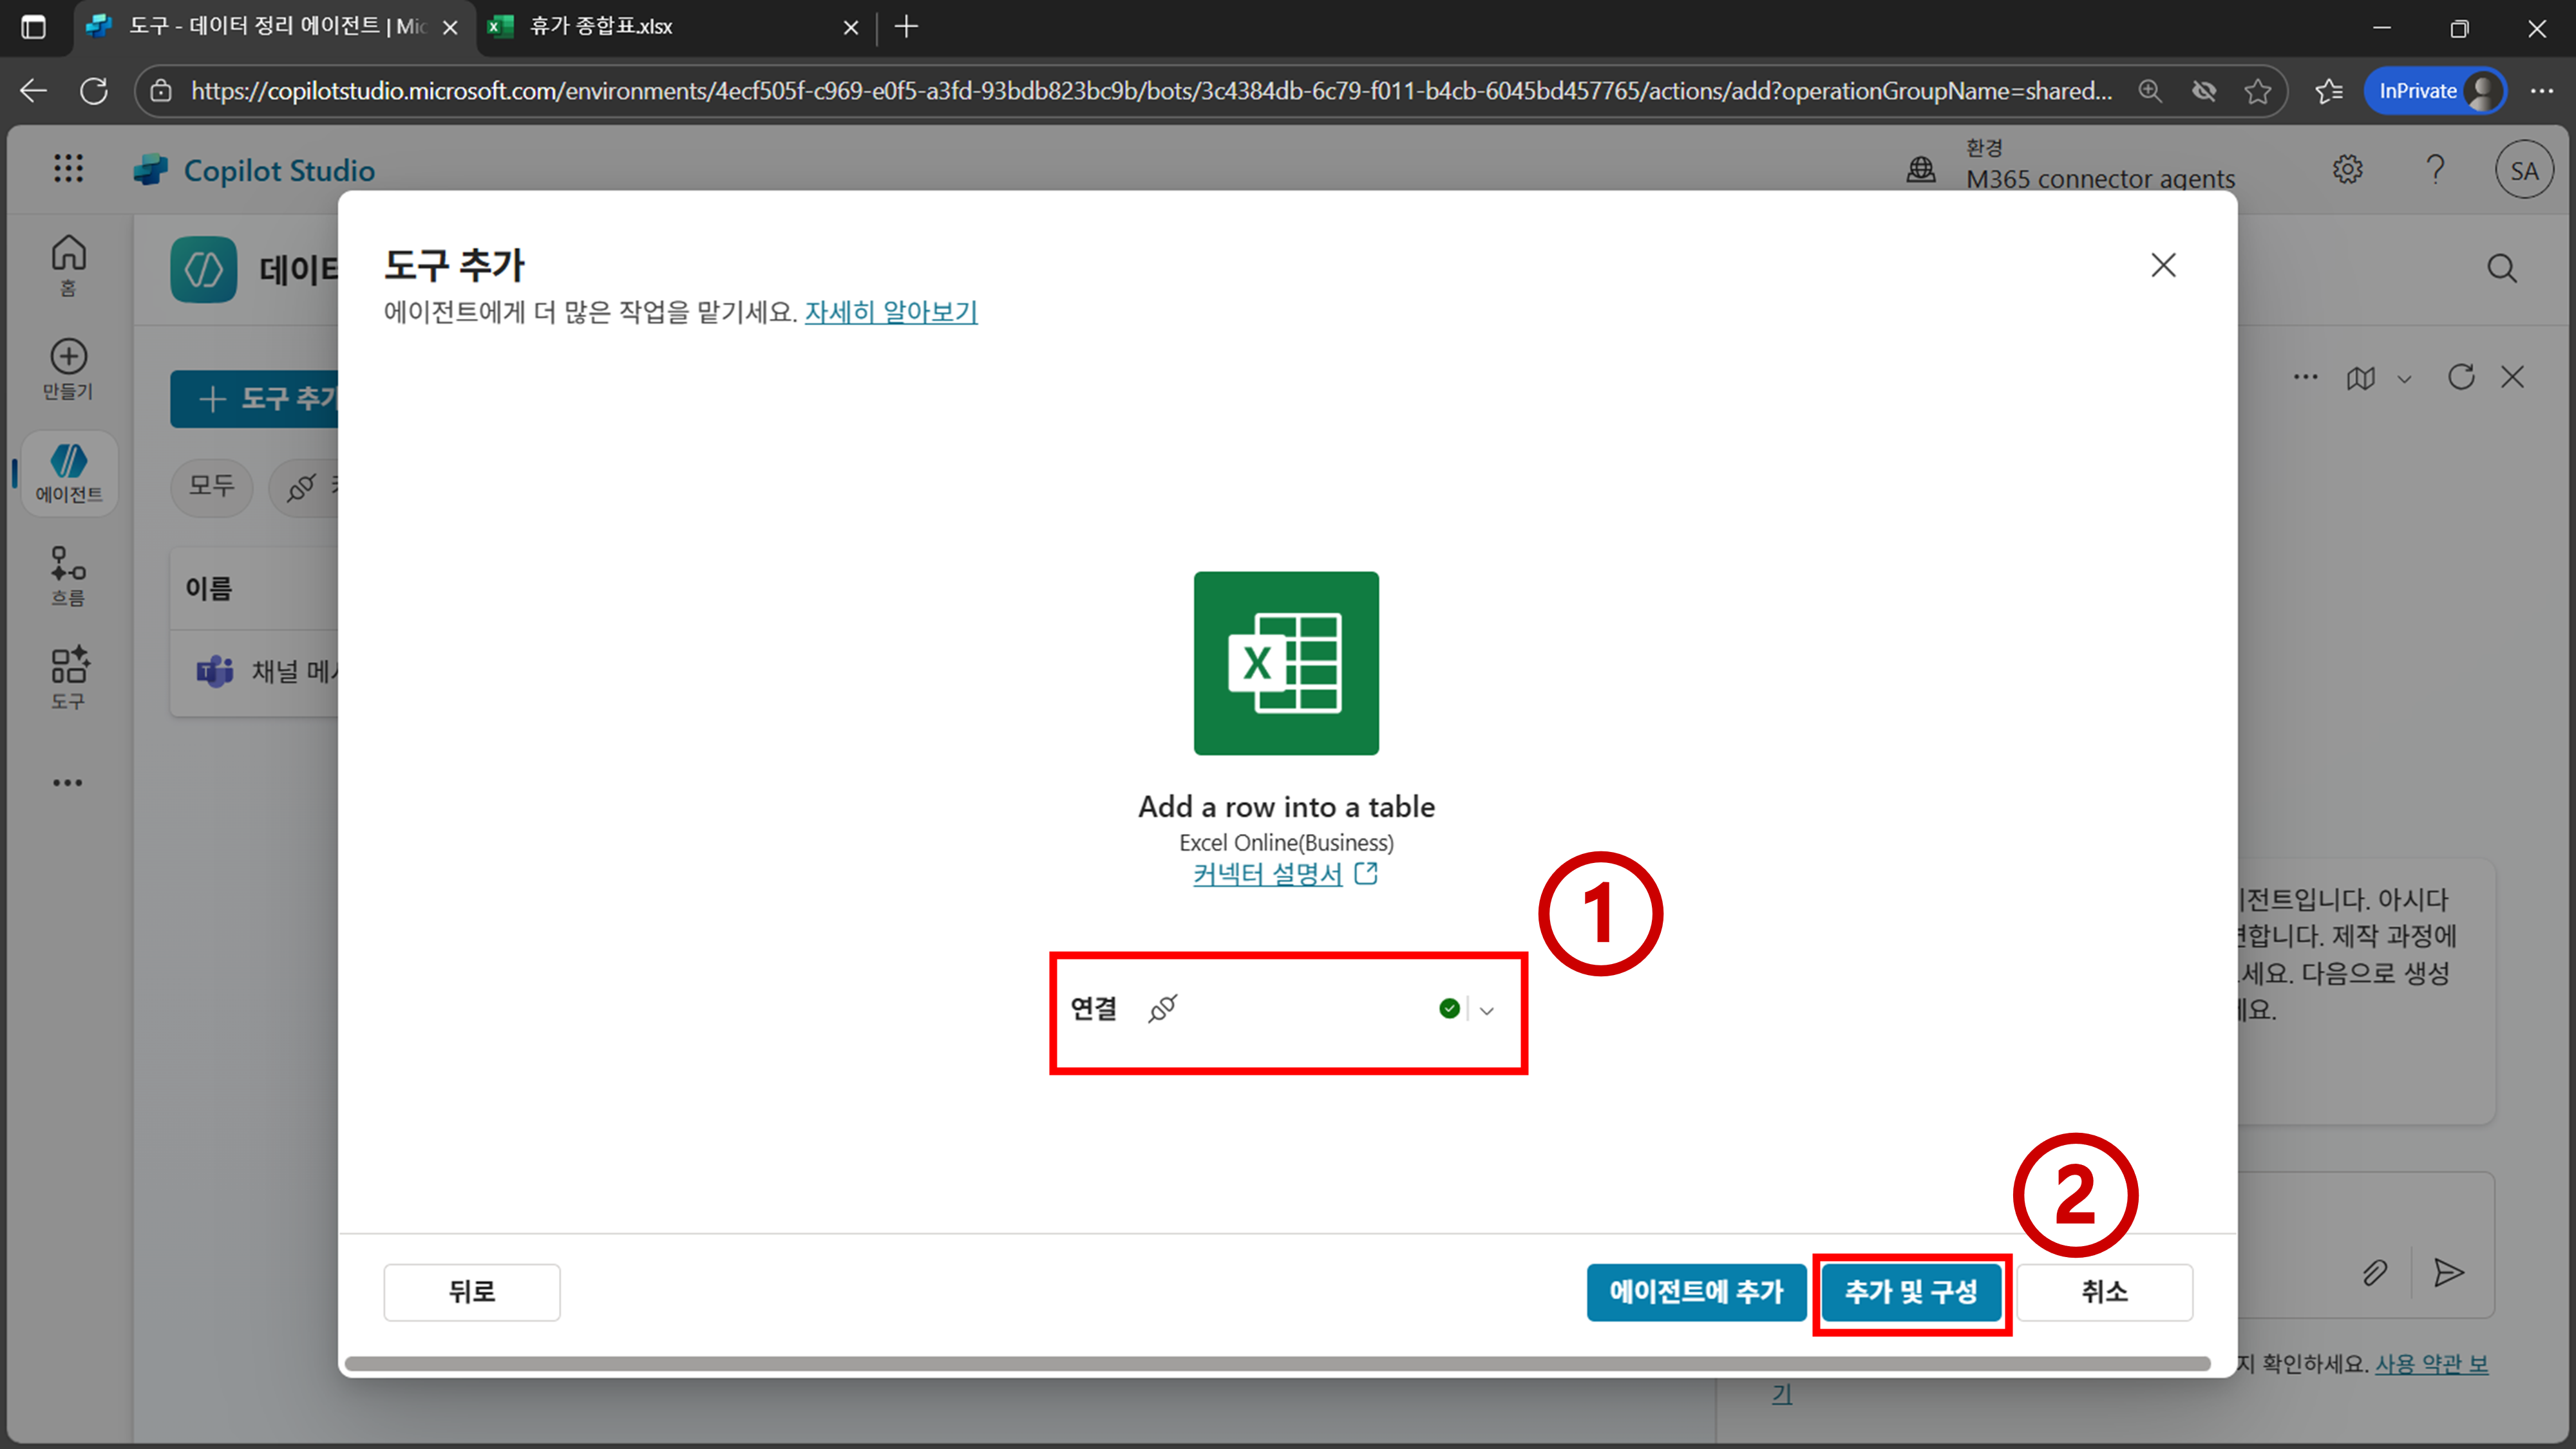 도구 - 데이터 정리 에이전트 | Mic
휴가 종합표.xlsx
https://copilotstudio.microsoft.com/environments/4ecf505f-c969-e0f5-a3fd-93bdb823bc9b/bots/3c4384db-6c79-f011-b4cb-6045bd457765/actions/add?operationGroupName=shared...
InPrivate
Copilot Studio
환경
M365 connector agents
SA
홈
만들기
에이전트
흐름
도구
데이터
도구 추가
모두
이름
채널 메시
도구 추가
에이전트에게 더 많은 작업을 맡기세요. 자세히 알아보기
Add a row into a table
Excel Online(Business)
커넥터 설명서
1
연결
2
뒤로
에이전트에 추가
추가 및 구성
취소
이전트입니다. 아시다
면합니다. 제작 과정에
세요. 다음으로 생성
세요.
지 확인하세요. 사용 약관 보
기